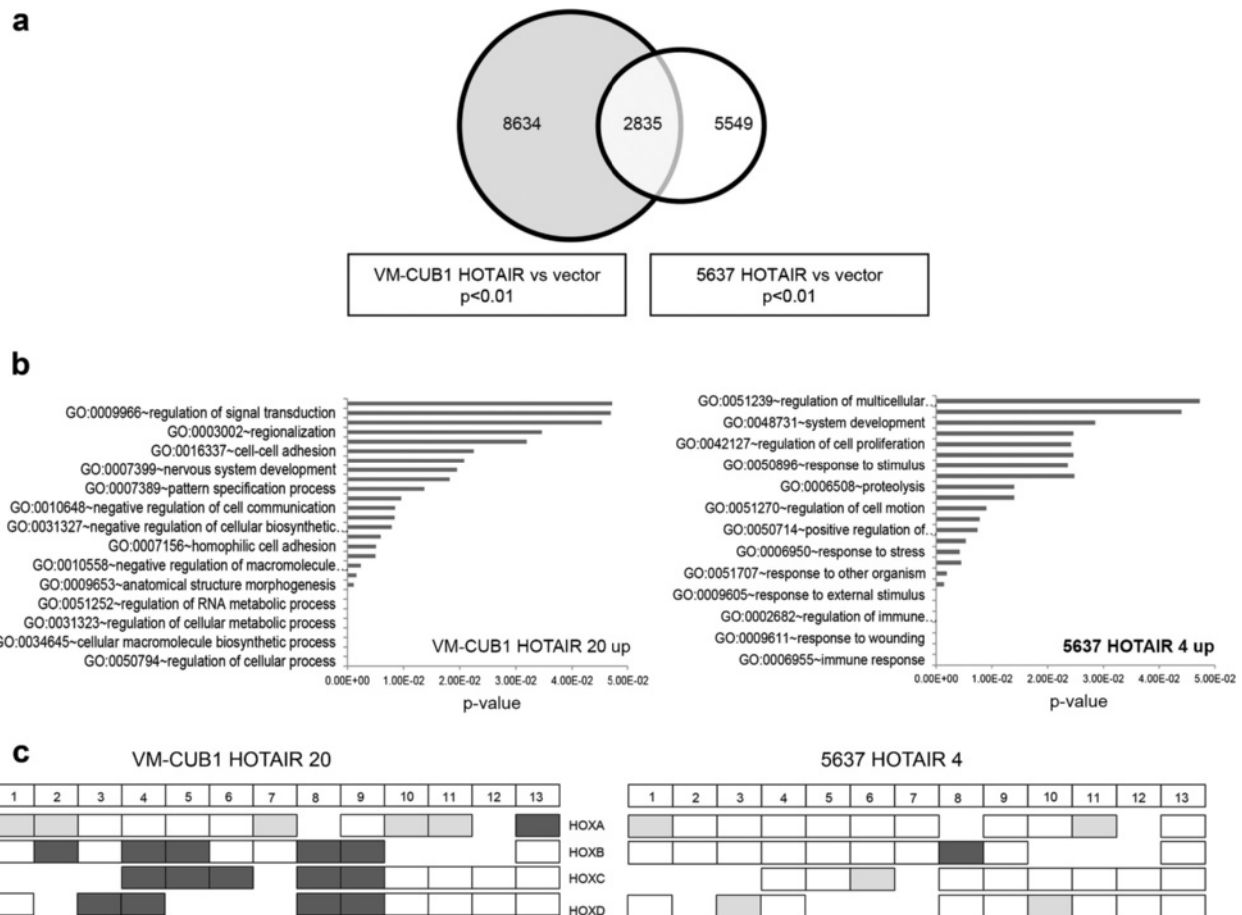 a
8634
2835
5549
VM-CUB1 HOTAIR vs vector
p<0.01
5637 HOTAIR vs vector
p<0.01
b
GO:0009966~regulation of signal transduction
GO:0003002~regionalization
GO:0016337~cell-cell adhesion
GO:0007399~nervous system development
GO:0007389~pattern specification process
GO:0010648~negative regulation of cell communication
GO:0031327~negative regulation of cellular biosynthetic...
GO:0007156~homophilic cell adhesion
GO:0010558~negative regulation of macromolecule...
GO:0009653~anatomical structure morphogenesis
GO:0051252~regulation of RNA metabolic process
GO:0031323~regulation of cellular metabolic process
GO:0034645~cellular macromolecule biosynthetic process
GO:0050794~regulation of cellular process
VM-CUB1 HOTAIR 20 up
0.00E+00 1.00E-02 2.00E-02 3.00E-02 4.00E-02 5.00E-02
p-value
GO:0051239~regulation of multicellular...
GO:0048731~system development
GO:0042127~regulation of cell proliferation
GO:0050896~response to stimulus
GO:0006508~proteolysis
GO:0051270~regulation of cell motion
GO:0050714~positive regulation of...
GO:0006950~response to stress
GO:0051707~response to other organism
GO:0009605~response to external stimulus
GO:0002682~regulation of immune...
GO:0009611~response to wounding
GO:0006955~immune response
5637 HOTAIR 4 up
0.00E+00 1.00E-02 2.00E-02 3.00E-02 4.00E-02 5.00E-02
p-value
c
VM-CUB1 HOTAIR 20
1 2 3 4 5 6 7 8 9 10 11 12 13
5637 HOTAIR 4
1 2 3 4 5 6 7 8 9 10 11 12 13
HOXA
HOXB
HOXC
HOXD